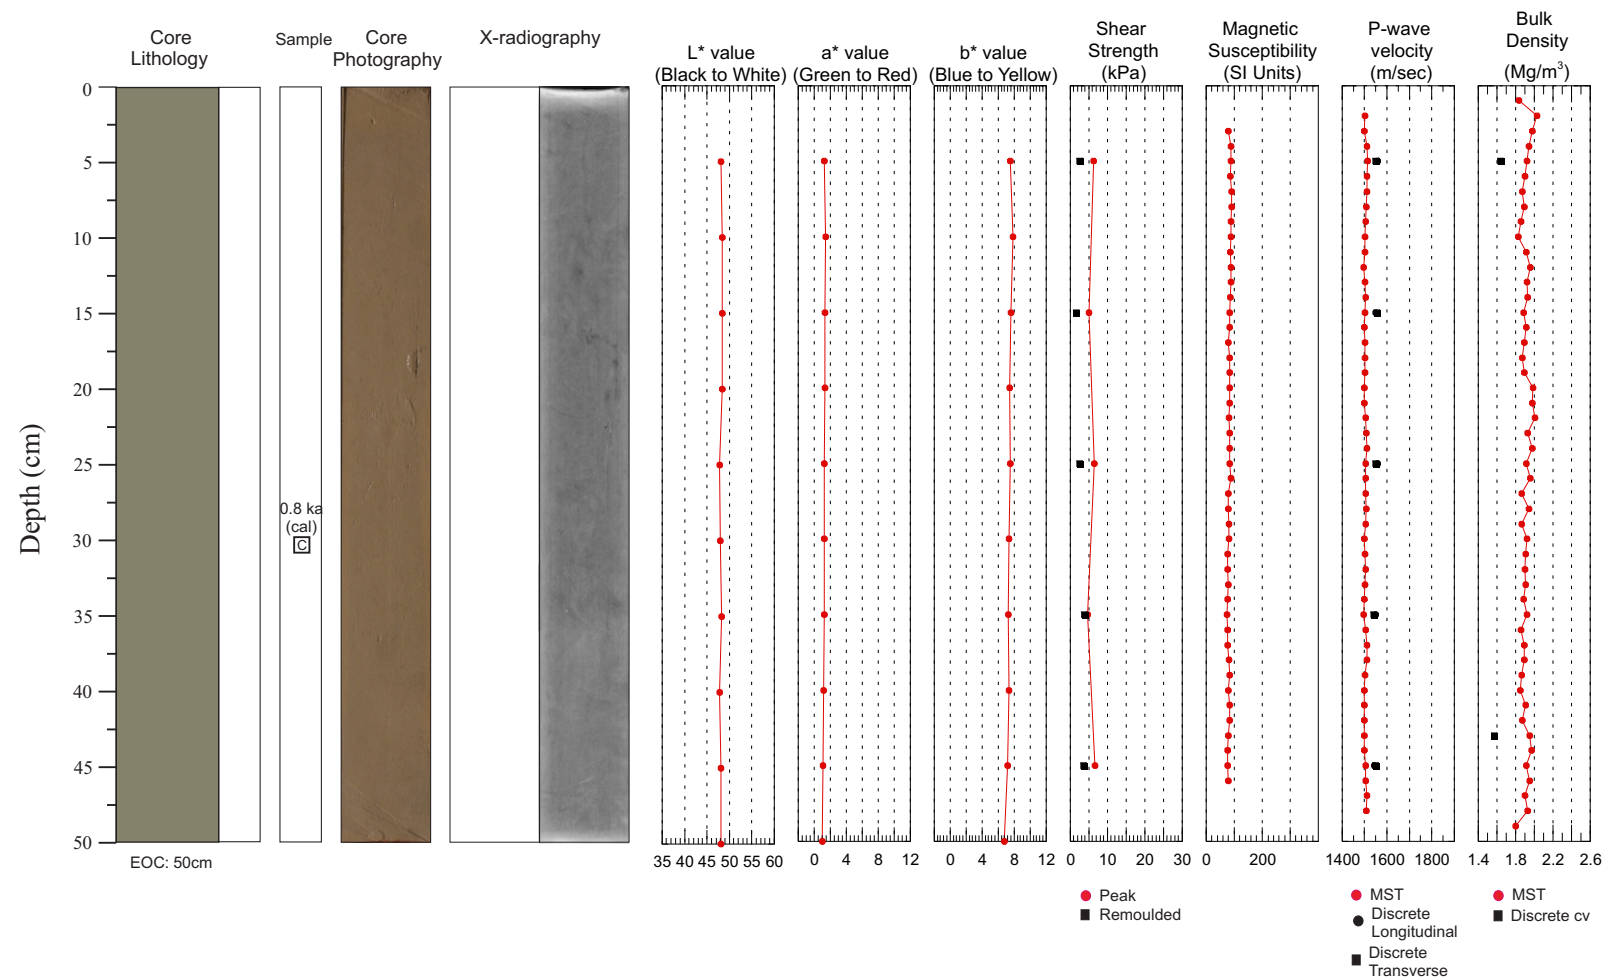 Core
Lithology
Sample
Core
Photography
X-radiography
L* value
(Black to White)
a* value
(Green to Red)
b* value
(Blue to Yellow)
Shear
Strength
(kPa)
Magnetic
Susceptibility
(SI Units)
P-wave
velocity
(m/sec)
Bulk
Density
(Mg/m³)
Depth (cm)
0
5
10
15
20
25
30
35
40
45
50
0.8 ka
(cal)
C
EOC: 50cm
35 40 45 50 55 60
0 4 8 12
0 4 8 12
0 10 20 30
0 200
1400 1600 1800
1.4 1.8 2.2 2.6
Peak
Remoulded
MST
Discrete
Longitudinal
Discrete
Transverse
MST
Discrete cv